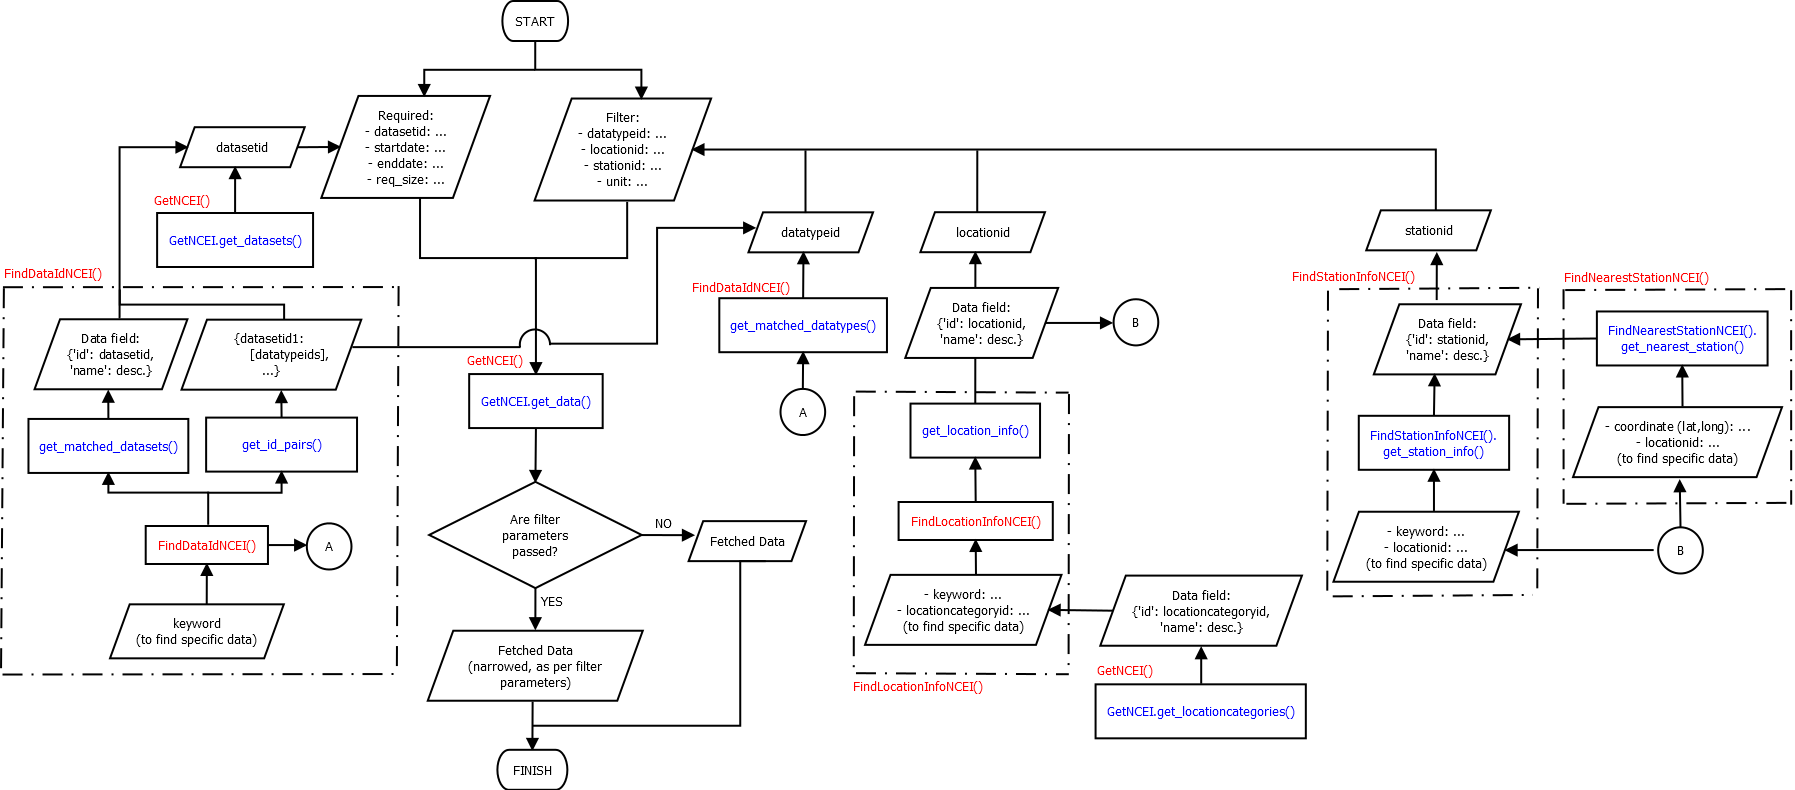 START
Required:
- datasetid: ...
- startdate: ...
- enddate: ...
- req_size: ...
Filter:
- datatypeid: ...
- locationid: ...
- stationid: ...
- unit: ...
datasetid
GetNCEI()
GetNCEI.get_datasets()
FindDataIdNCEI()
Data field:
{'id': datasetid,
'name': desc.}
{datasetid1:
[datatypeids],
...}
get_matched_datasets()
get_id_pairs()
FindDataIdNCEI()
A
keyword
(to find specific data)
GetNCEI()
GetNCEI.get_data()
Are filter
parameters
passed?
NO
Fetched Data
YES
Fetched Data
(narrowed, as per filter
parameters)
FINISH
datatypeid
FindDataIdNCEI()
get_matched_datatypes()
A
locationid
Data field:
{'id': locationid,
'name': desc.}
B
get_location_info()
FindLocationInfoNCEI()
- keyword: ...
- locationcategoryid: ...
(to find specific data)
FindLocationInfoNCEI()
Data field:
{'id': locationcategoryid,
'name': desc.}
GetNCEI()
GetNCEI.get_locationcategories()
stationid
FindStationInfoNCEI()
Data field:
{'id': stationid,
'name': desc.}
FindStationInfoNCEI().
get_station_info()
- keyword: ...
- locationid: ...
(to find specific data)
FindNearestStationNCEI()
FindNearestStationNCEI().
get_nearest_station()
- coordinate (lat,long): ...
- locationid: ...
(to find specific data)
B